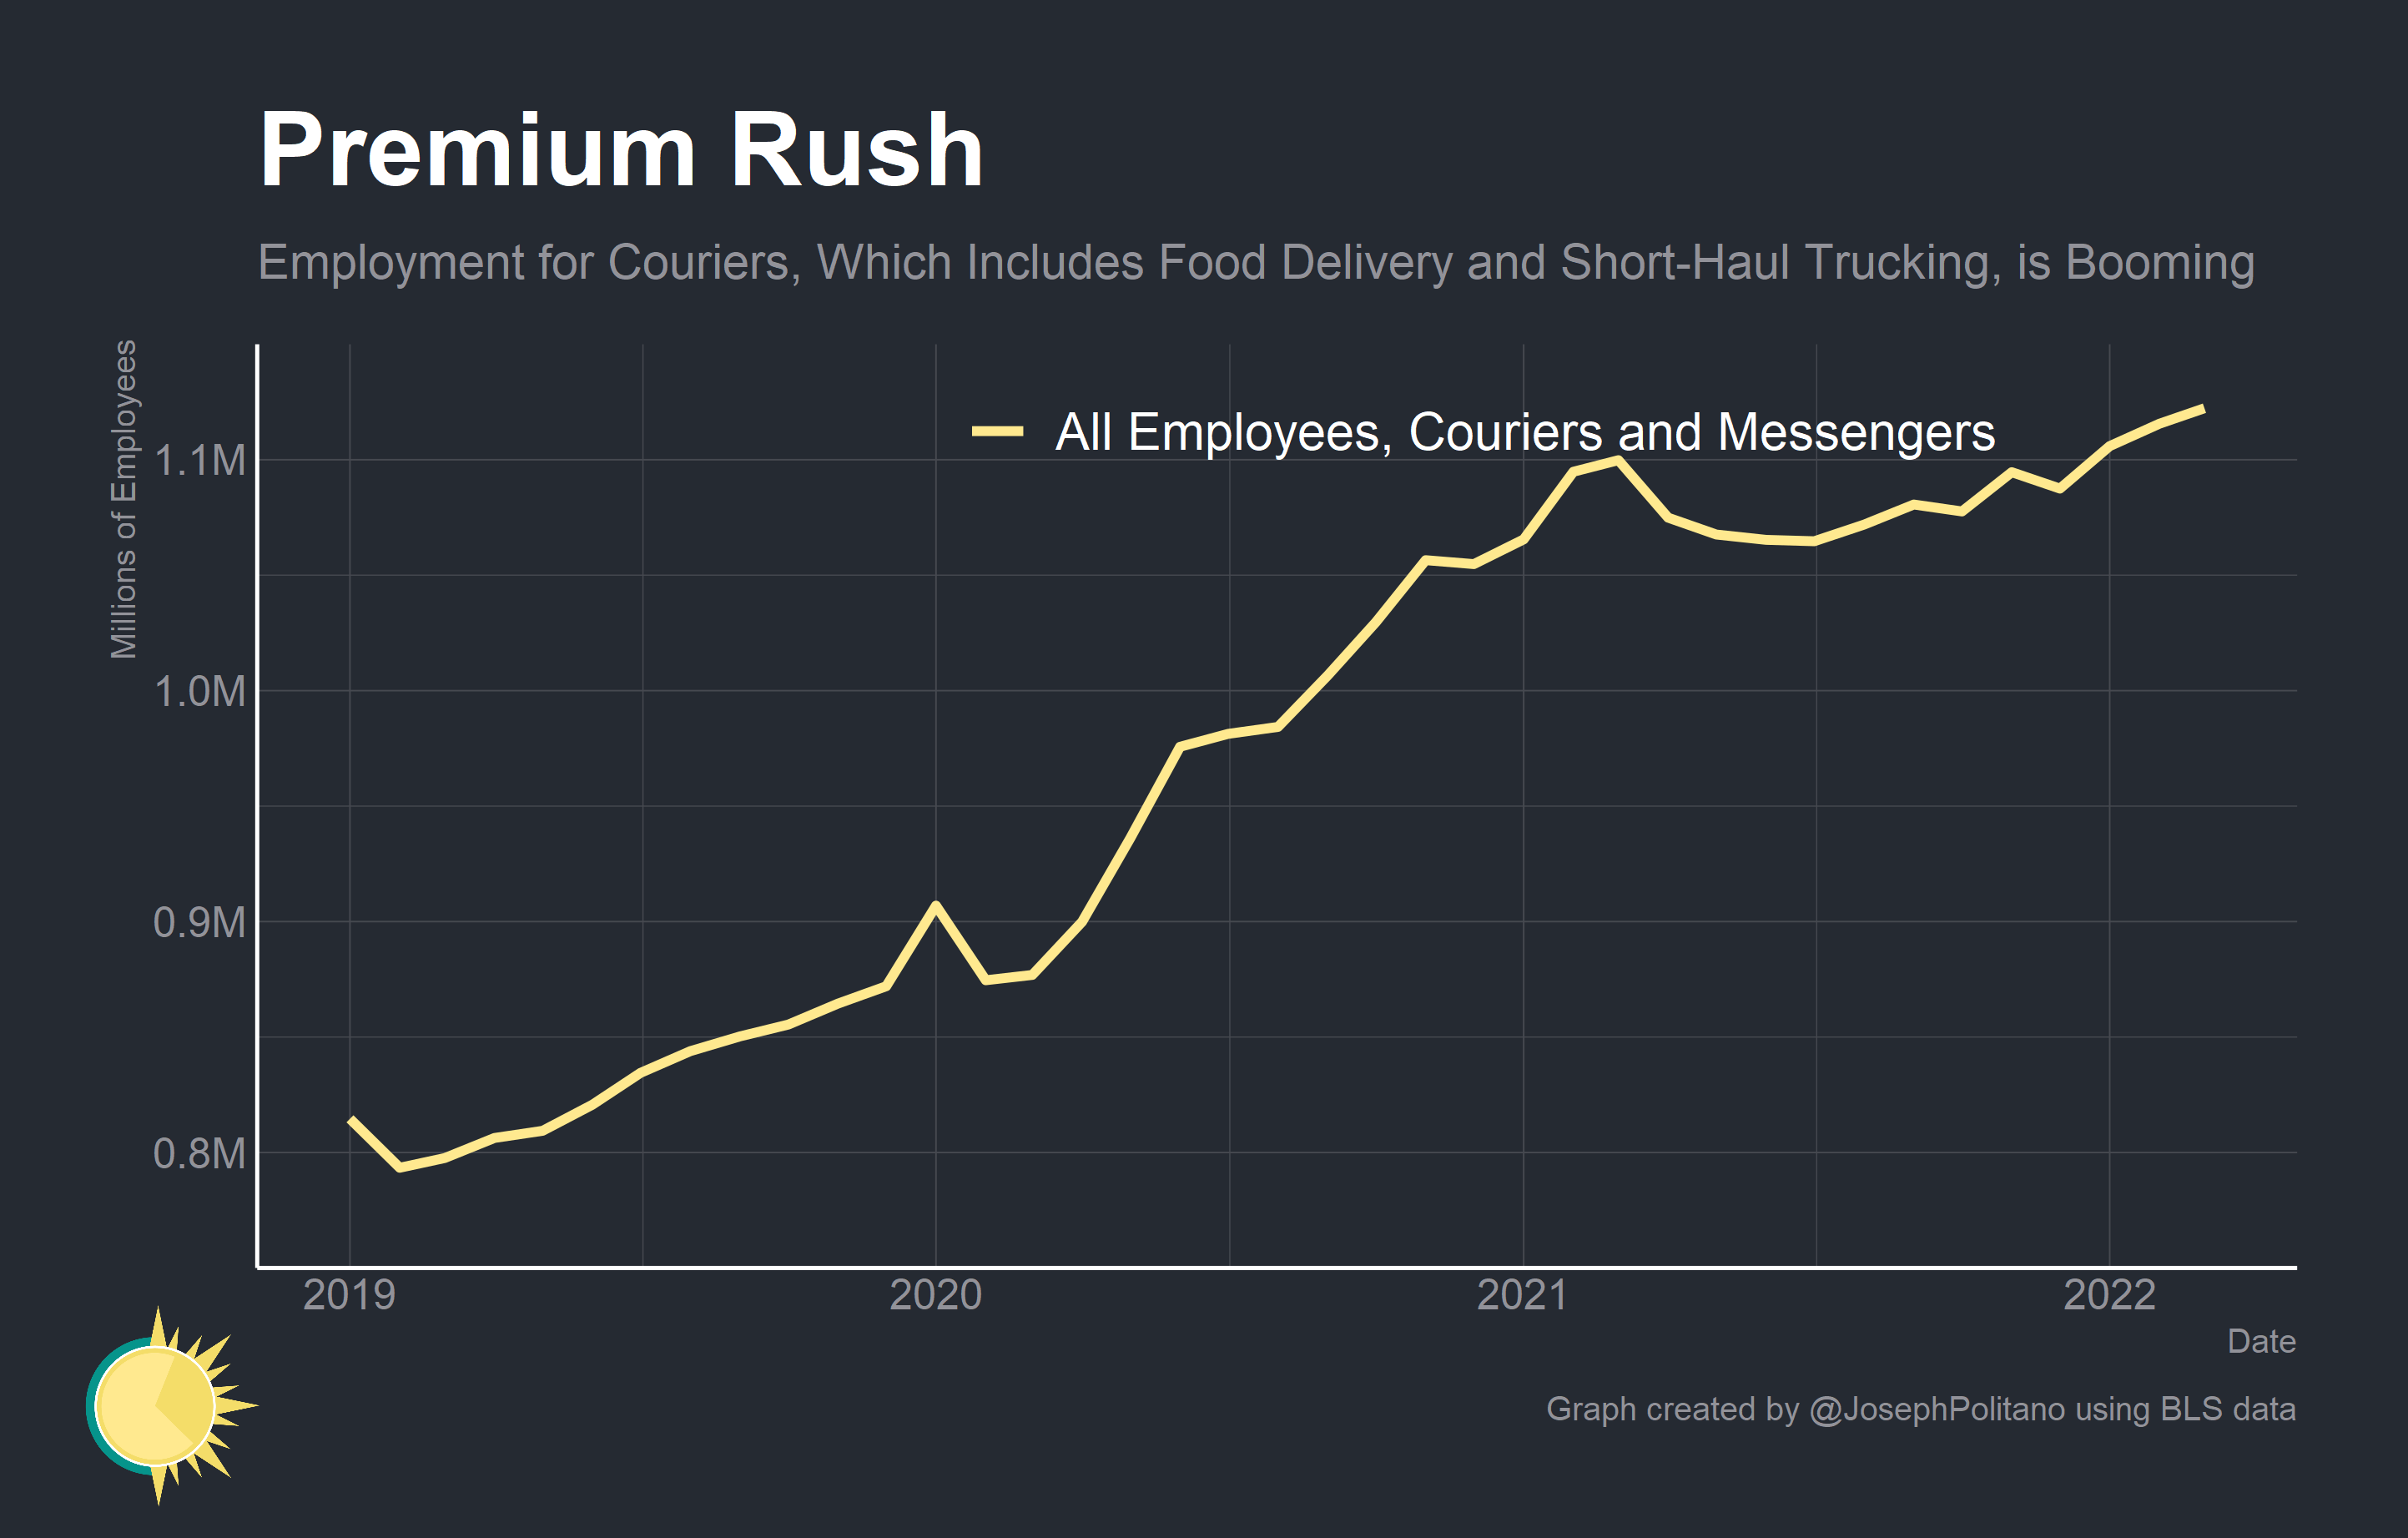 Premium Rush
Employment for Couriers, Which Includes Food Delivery and Short-Haul Trucking, is Booming
Millions of Employees
All Employees, Couriers and Messengers
1.1M
1.0M
0.9M
0.8M
2019 2020 2021 2022
Date
Graph created by @JosephPolitano using BLS data